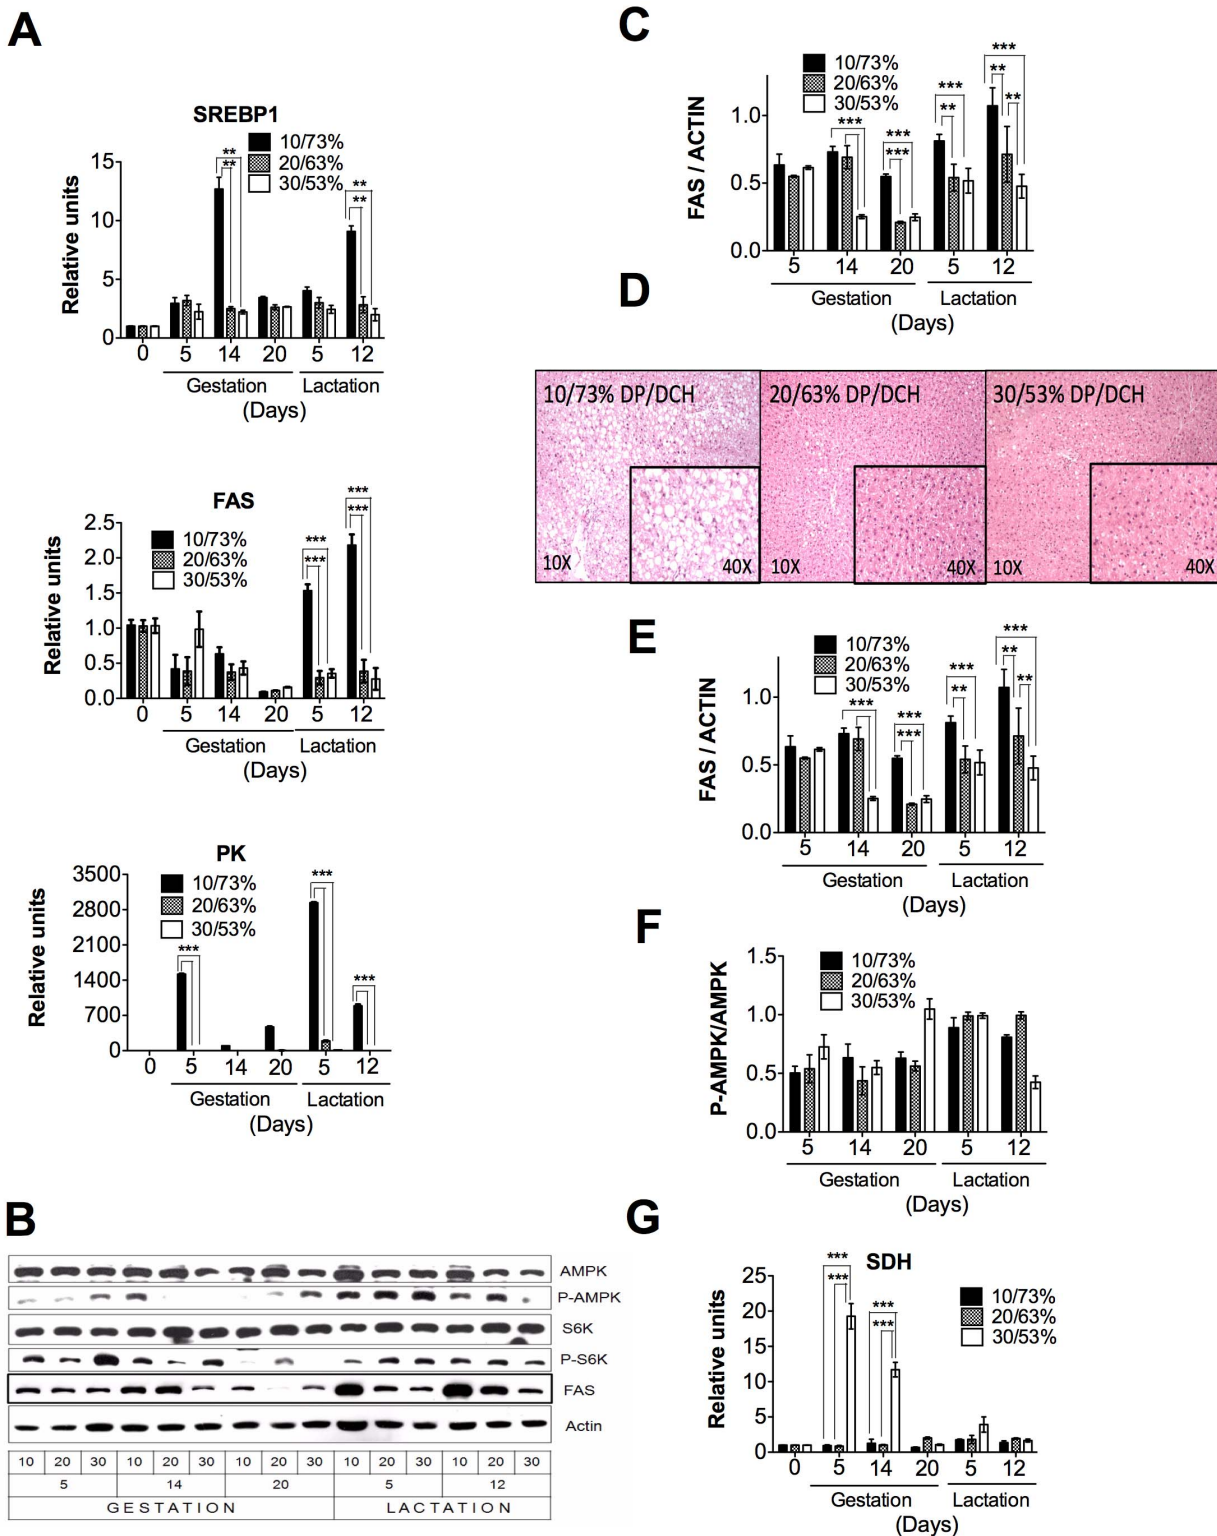 A
SREBP1
10/73%
20/63%
30/53%
Relative units
15
10
5
0
**
**
**
**
0 5 14 20 5 12
Gestation Lactation
(Days)
FAS
10/73%
20/63%
30/53%
Relative units
2.5
2.0
1.5
1.0
0.5
0.0
***
***
***
***
0 5 14 20 5 12
Gestation Lactation
(Days)
PK
10/73%
20/63%
30/53%
Relative units
3500
2800
2100
1400
700
0
***
***
***
0 5 14 20 5 12
Gestation Lactation
(Days)
B
AMPK
P-AMPK
S6K
P-S6K
FAS
Actin
10 20 30 10 20 30 10 20 30 10 20 30 10 20 30
5 14 20 5 12
GESTATION LACTATION
C
10/73%
20/63%
30/53%
FAS / ACTIN
1.0
0.5
0.0
***
***
***
***
**
***
**
**
5 14 20 5 12
Gestation Lactation
(Days)
D
10/73% DP/DCH 20/63% DP/DCH 30/53% DP/DCH
10X 40X 10X 40X 10X 40X
E
10/73%
20/63%
30/53%
FAS / ACTIN
1.0
0.5
0.0
***
***
***
***
**
***
**
**
5 14 20 5 12
Gestation Lactation
(Days)
F
10/73%
20/63%
30/53%
P-AMPK/AMPK
1.5
1.0
0.5
0.0
5 14 20 5 12
Gestation Lactation
(Days)
G
SDH
10/73%
20/63%
30/53%
Relative units
25
20
15
10
5
0
***
***
***
***
0 5 14 20 5 12
Gestation Lactation
(Days)